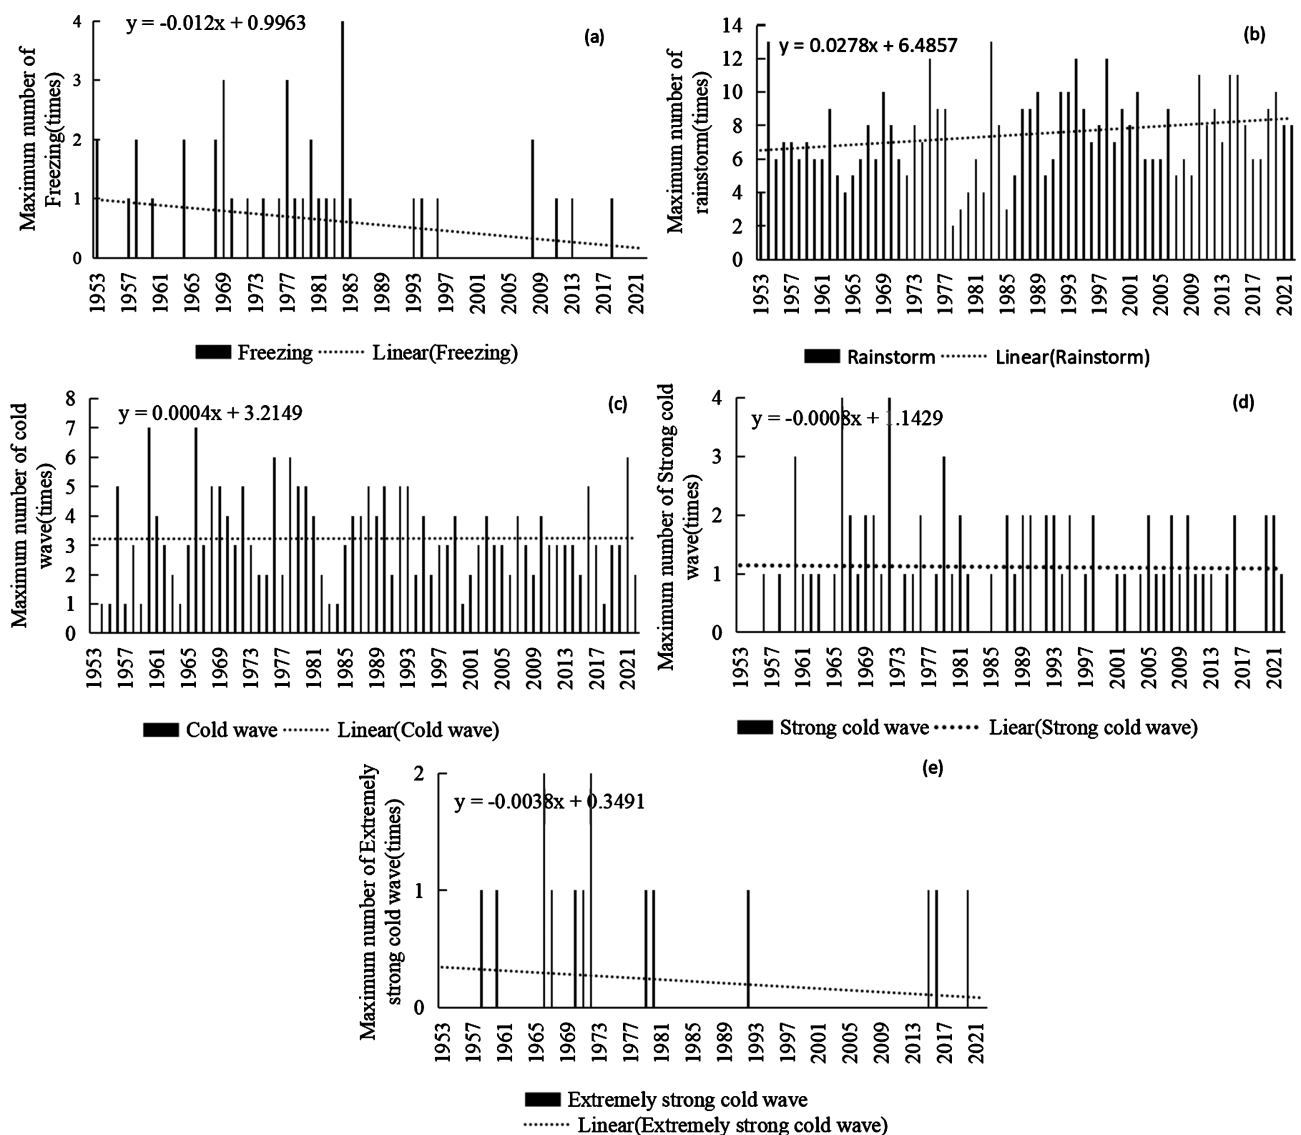 y = -0.012x + 0.9963
(a)
Maximum number of
Freezing(times)
4
3
2
1
0
1953 1957 1961 1965 1969 1973 1977 1981 1985 1989 1993 1997 2001 2005 2009 2013 2017 2021
Freezing Linear(Freezing)
y = 0.0278x + 6.4857
(b)
Maximum number of
rainstorm(times)
14
12
10
8
6
4
2
0
1953 1957 1961 1965 1969 1973 1977 1981 1985 1989 1993 1997 2001 2005 2009 2013 2017 2021
Rainstorm Linear(Rainstorm)
y = 0.0004x + 3.2149
(c)
Maximum number of cold
wave(times)
8
7
6
5
4
3
2
1
0
1953 1957 1961 1965 1969 1973 1977 1981 1985 1989 1993 1997 2001 2005 2009 2013 2017 2021
Cold wave Linear(Cold wave)
y = -0.0008x + 1.1429
(d)
Maximum number of Strong cold
wave(times)
4
3
2
1
0
1953 1957 1961 1965 1969 1973 1977 1981 1985 1989 1993 1997 2001 2005 2009 2013 2017 2021
Strong cold wave Liear(Strong cold wave)
y = -0.0038x + 0.3491
(e)
Maximum number of Extremely
strong cold wave(times)
2
1
0
1953 1957 1961 1965 1969 1973 1977 1981 1985 1989 1993 1997 2001 2005 2009 2013 2017 2021
Extremely strong cold wave
Linear(Extremely strong cold wave)